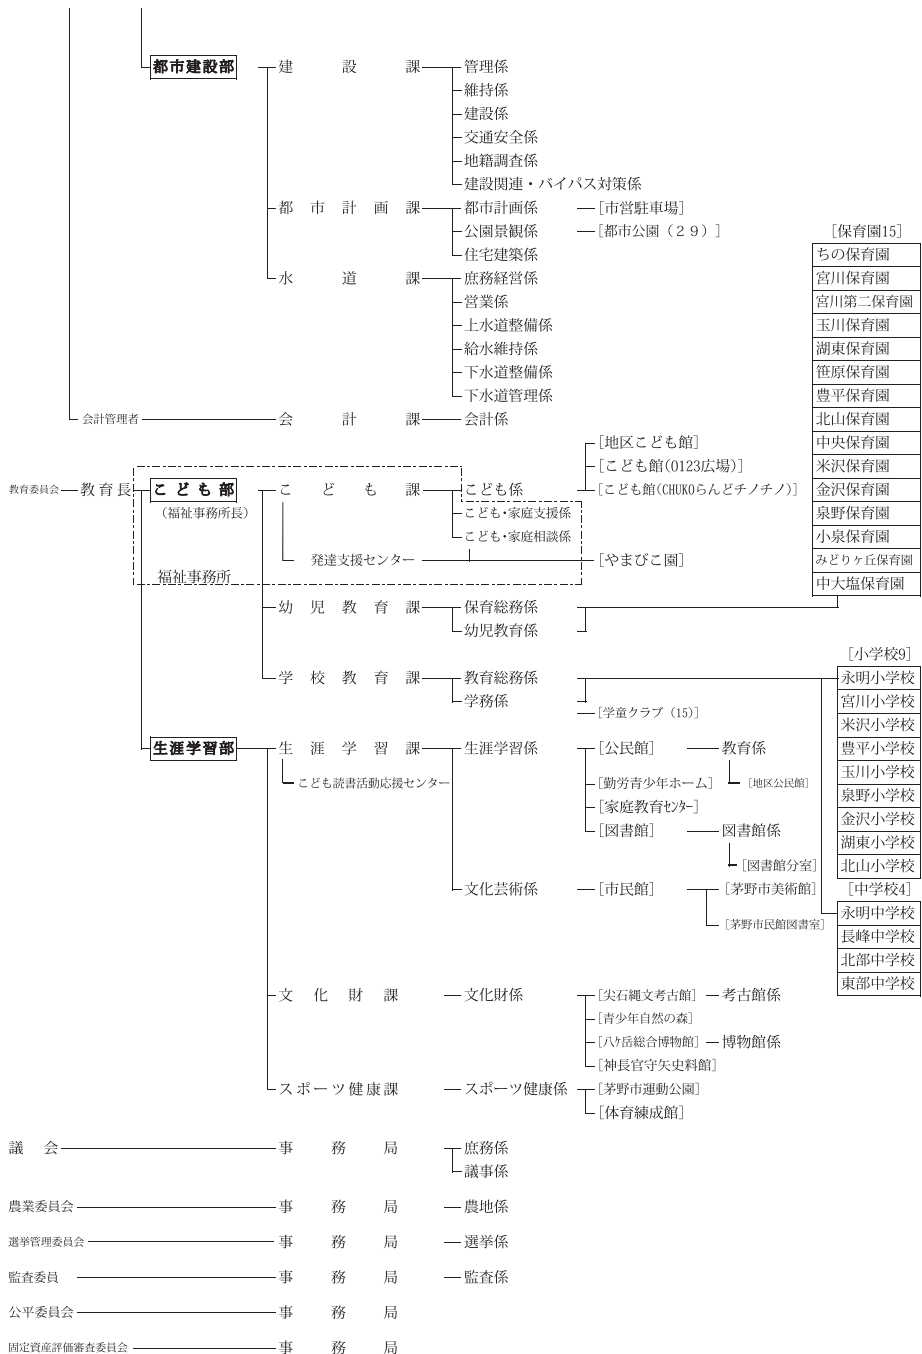 都市建設部 建設課 管理係
維持係
建設係
交通安全係
地籍調査係
建設関連・バイパス対策係
都市計画課 都市計画係 [市営駐車場]
公園景観係 [都市公園（２９）] [保育園15]
住宅建築係 ちの保育園
水道課 庶務経営係 宮川保育園
営業係 宮川第二保育園
上水道整備係 玉川保育園
給水維持係 湖東保育園
下水道整備係 笹原保育園
下水道管理係 豊平保育園
会計管理者 会計課 会計係 北山保育園
[地区こども館] 中央保育園
[こども館(0123広場)] 米沢保育園
教育委員会 教育長 こども部 こども課 こども係 [こども館(CHUKOらんどチノチノ)] 金沢保育園
（福祉事務所長） こども・家庭支援係 泉野保育園
こども・家庭相談係 小泉保育園
発達支援センター [やまびこ園] みどりヶ丘保育園
福祉事務所 中大塩保育園
幼児教育課 保育総務係
幼児教育係
[小学校9]
学校教育課 教育総務係 永明小学校
学務係 宮川小学校
[学童クラブ（15）] 米沢小学校
生涯学習部 生涯学習課 生涯学習係 [公民館] 教育係 豊平小学校
玉川小学校
こども読書活動応援センター [勤労青少年ホーム] [地区公民館] 泉野小学校
[家庭教育ｾﾝﾀｰ] 金沢小学校
[図書館] 図書館係 湖東小学校
[図書館分室] 北山小学校
文化芸術係 [市民館] [茅野市美術館] [中学校4]
永明中学校
[茅野市民館図書室] 長峰中学校
北部中学校
東部中学校
文化財課 文化財係 [尖石縄文考古館] 考古館係
[青少年自然の森]
[八ヶ岳総合博物館] 博物館係
[神長官守矢史料館]
スポーツ健康課 スポーツ健康係 [茅野市運動公園]
[体育練成館]
議会 事務局 庶務係
議事係
農業委員会 事務局 農地係
選挙管理委員会 事務局 選挙係
監査委員 事務局 監査係
公平委員会 事務局
固定資産評価審査委員会 事務局